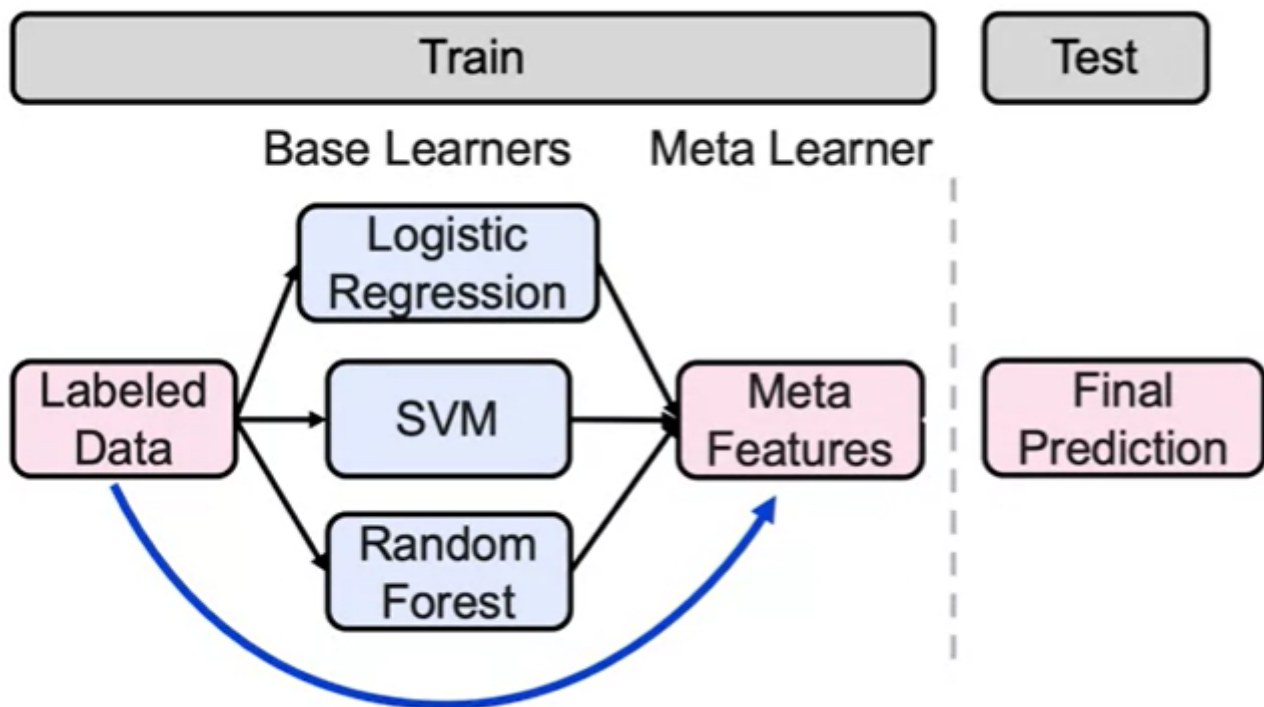 Train
Test
Base Learners
Meta Learner
Logistic
Regression
Labeled
Data
SVM
Meta
Features
Final
Prediction
Random
Forest